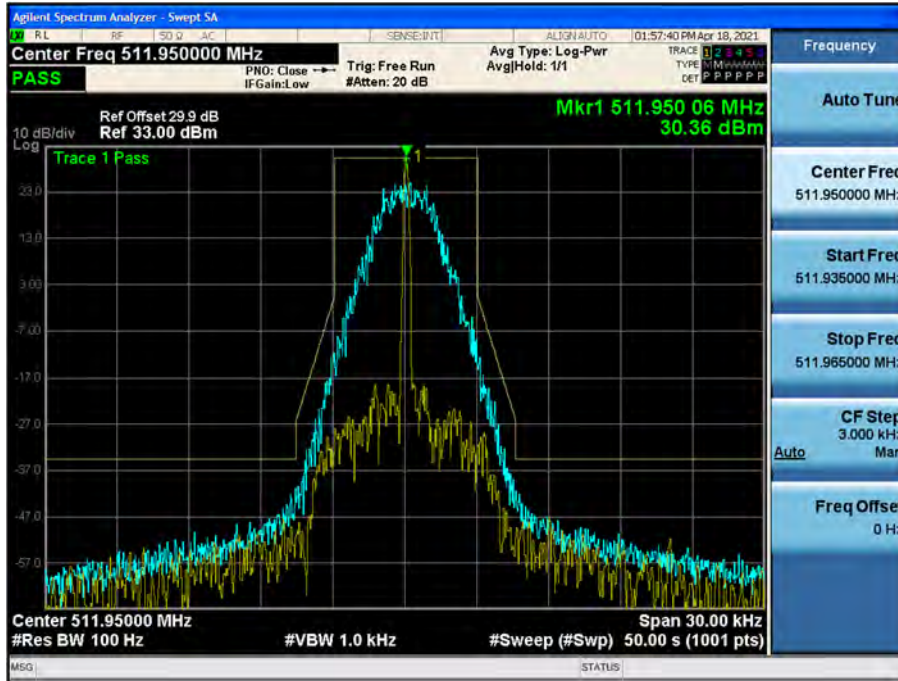 Agilent Spectrum Analyzer - Swept SA
RL RF 50 Ω AC SENSE:INT ALIGN AUTO 01:57:40 PM Apr 18, 2021
Center Freq 511.950000 MHz
PASS
PNO: Close
IFGain:Low
Trig: Free Run
#Atten: 20 dB
Avg Type: Log-Pwr
Avg|Hold: 1/1
TRACE 1 2 3 4 5 6
TYPE
DET P P P P P P
Mkr1 511.950 06 MHz
30.36 dBm
Ref Offset 29.9 dB
10 dB/div Ref 33.00 dBm
Log
Trace 1 Pass
1
23.0
13.0
3.00
-7.00
-17.0
-27.0
-37.0
-47.0
-57.0
Center 511.95000 MHz Span 30.00 kHz
#Res BW 100 Hz #VBW 1.0 kHz #Sweep (#Swp) 50.00 s (1001 pts)
MSG STATUS
Frequency
Auto Tune
Center Freq
511.950000 MHz
Start Freq
511.935000 MHz
Stop Freq
511.965000 MHz
CF Step
3.000 kHz
Auto Man
Freq Offset
0 Hz